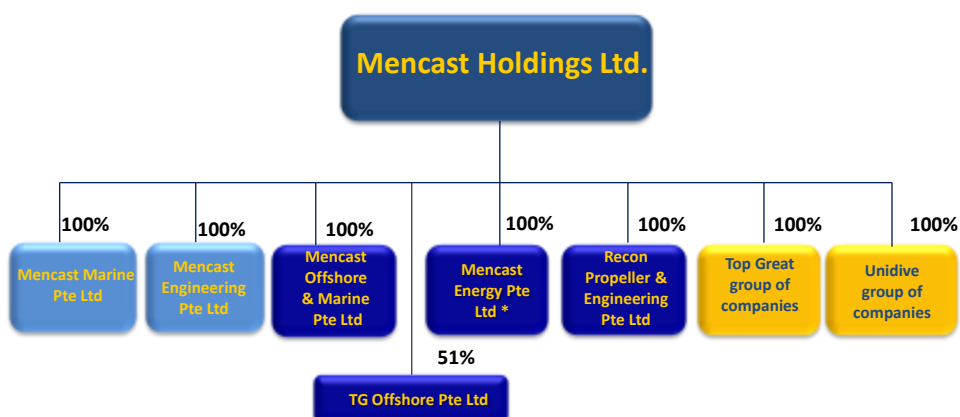 Mencast Holdings Ltd.
100%
100%
100%
100%
100%
100%
100%
Mencast Marine
Pte Ltd
Mencast
Engineering
Pte Ltd
Mencast
Offshore
& Marine
Pte Ltd
Mencast
Energy Pte
Ltd *
Recon
Propeller &
Engineering
Pte Ltd
Top Great
group of
companies
Unidive
group of
companies
51%
TG Offshore Pte Ltd